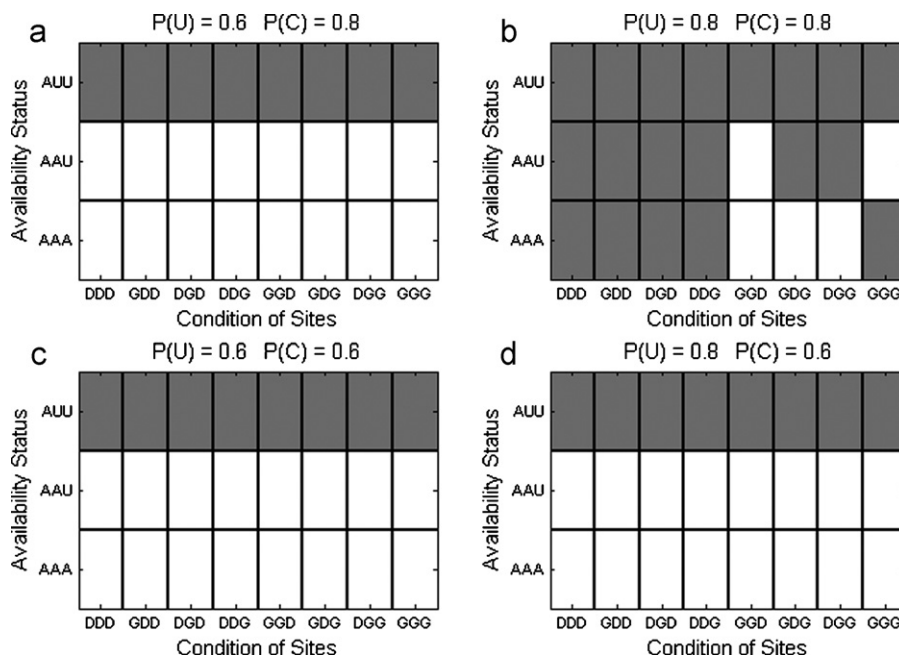 a P(U) = 0.6 P(C) = 0.8
Availability Status
AUU
AAU
AAA
DDD GDD DGD DDG GGD GDG DGG GGG
Condition of Sites
b P(U) = 0.8 P(C) = 0.8
Availability Status
AUU
AAU
AAA
DDD GDD DGD DDG GGD GDG DGG GGG
Condition of Sites
c P(U) = 0.6 P(C) = 0.6
Availability Status
AUU
AAU
AAA
DDD GDD DGD DDG GGD GDG DGG GGG
Condition of Sites
d P(U) = 0.8 P(C) = 0.6
Availability Status
AUU
AAU
AAA
DDD GDD DGD DDG GGD GDG DGG GGG
Condition of Sites